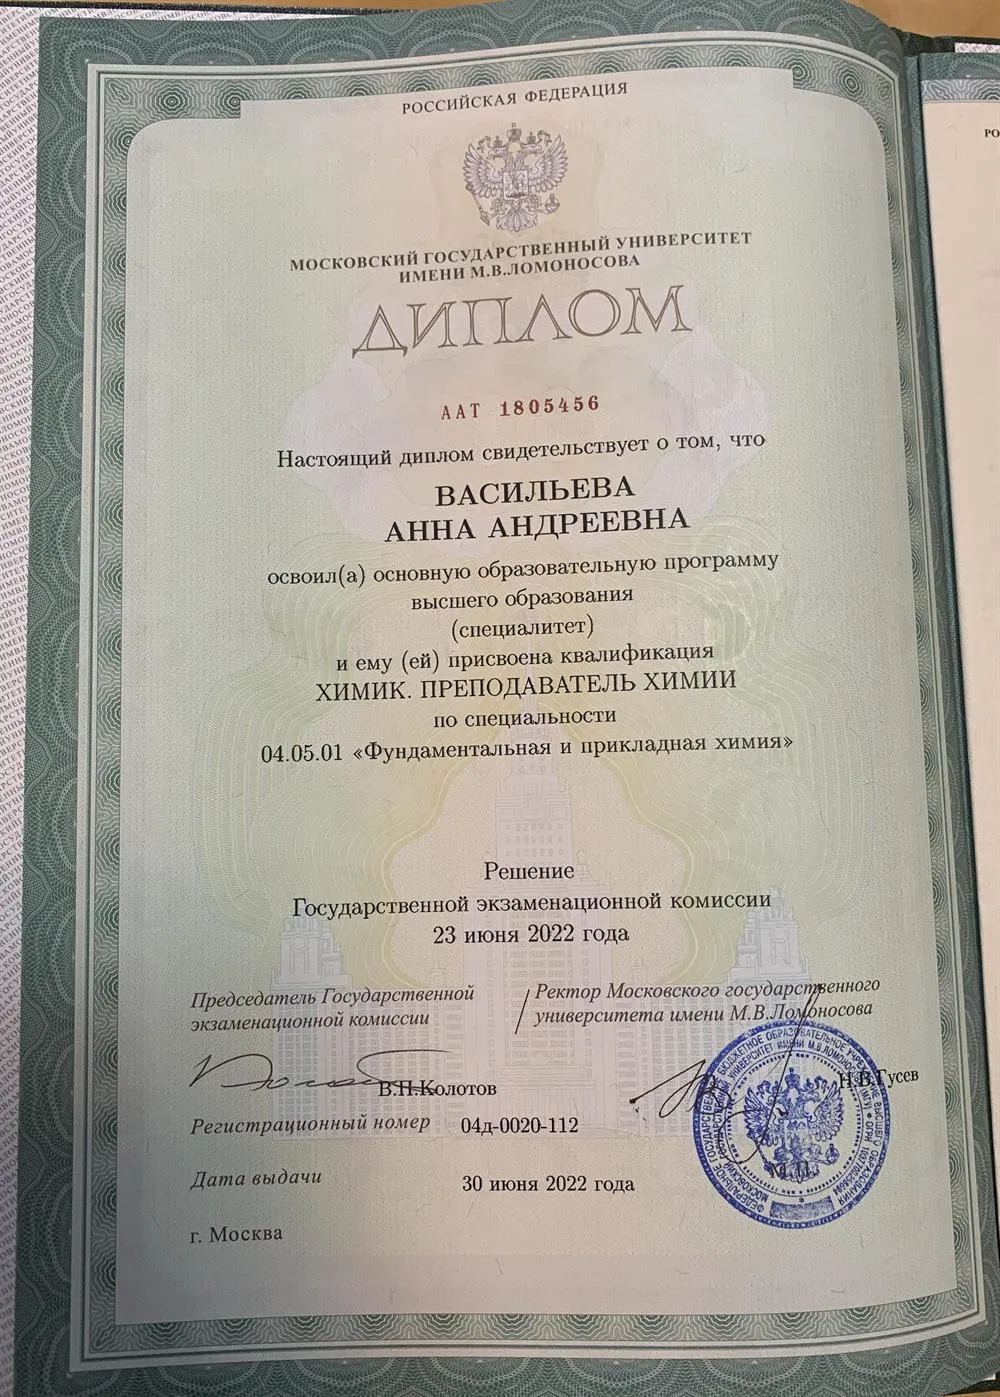 РОССИЙСКАЯ ФЕДЕРАЦИЯ
МОСКОВСКИЙ ГОСУДАРСТВЕННЫЙ УНИВЕРСИТЕТ
ИМЕНИ М.В.ЛОМОНОСОВА
ДИПЛОМ
ААТ 1805456
Настоящий диплом свидетельствует о том, что
ВАСИЛЬЕВА
АННА АНДРЕЕВНА
освоил(а) основную образовательную программу
высшего образования
(специалитет)
и ему (ей) присвоена квалификация
ХИМИК. ПРЕПОДАВАТЕЛЬ ХИМИИ
по специальности
04.05.01 «Фундаментальная и прикладная химия»
Решение
Государственной экзаменационной комиссии
23 июня 2022 года
Председатель Государственной
экзаменационной комиссии
Ректор Московского государственного
университета имени М.В.Ломоносова
В.П.Колотов
Н.В.Гусев
Регистрационный номер 04д-0020-112
М.П.
Дата выдачи 30 июня 2022 года
г. Москва
РО